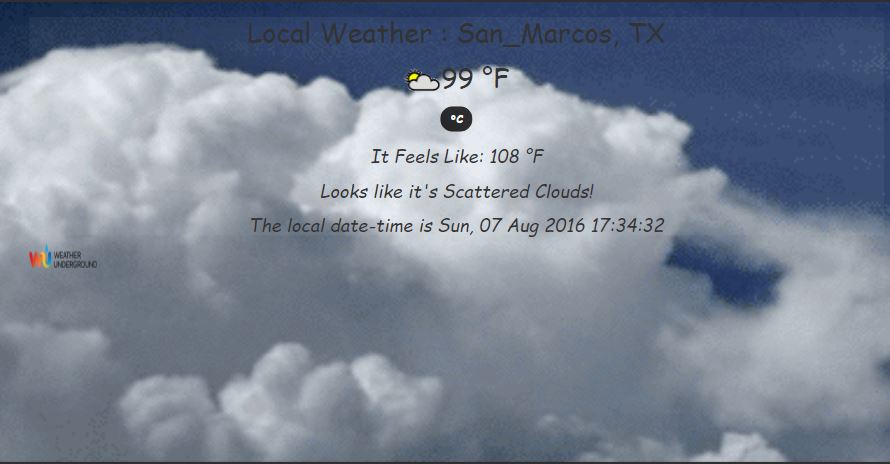 Local Weather : San_Marcos, TX
99 °F
°C
It Feels Like: 108 °F
Looks like it's Scattered Clouds!
The local date-time is Sun, 07 Aug 2016 17:34:32
WEATHER
UNDERGROUND